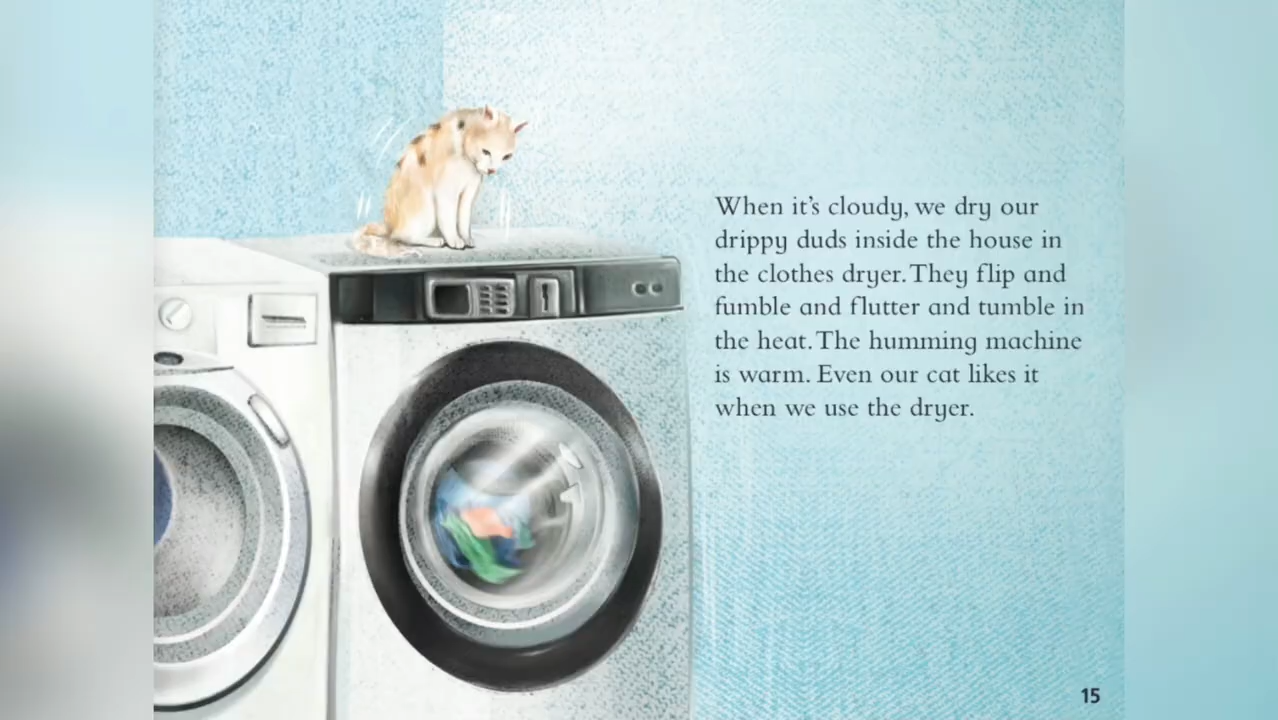 When it's cloudy, we dry our
drippy duds inside the house in
the clothes dryer. They flip and
fumble and flutter and tumble in
the heat. The humming machine
is warm. Even our cat likes it
when we use the dryer.
15